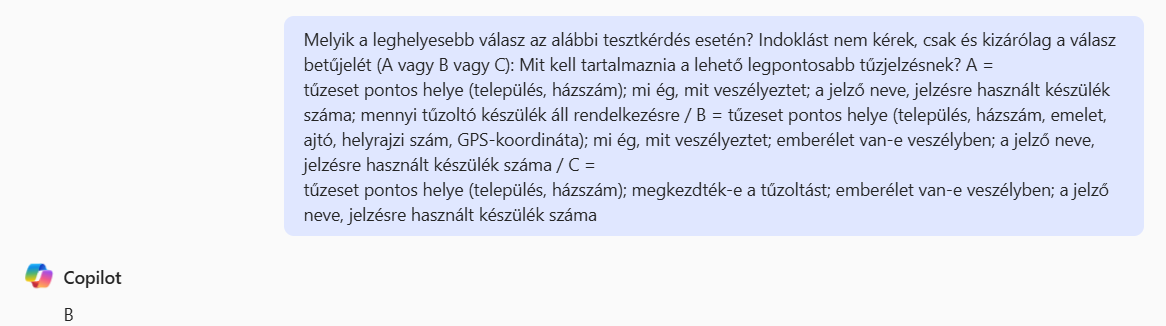 Melyik a leghelyesebb válasz az alábbi tesztkérdés esetén? Indoklást nem kérek, csak és kizárólag a válasz
betűjelét (A vagy B vagy C): Mit kell tartalmaznia a lehető legpontosabb tűzjelzésnek? A =
tűzeset pontos helye (település, házszám); mi ég, mit veszélyeztet; a jelző neve, jelzésre használt készülék
száma; mennyi tűzoltó készülék áll rendelkezésre / B = tűzeset pontos helye (település, házszám, emelet,
ajtó, helyrajzi szám, GPS-koordináta); mi ég, mit veszélyeztet; emberélet van-e veszélyben; a jelző neve,
jelzésre használt készülék száma / C =
tűzeset pontos helye (település, házszám); megkezdték-e a tűzoltást; emberélet van-e veszélyben; a jelző
neve, jelzésre használt készülék száma
Copilot
B